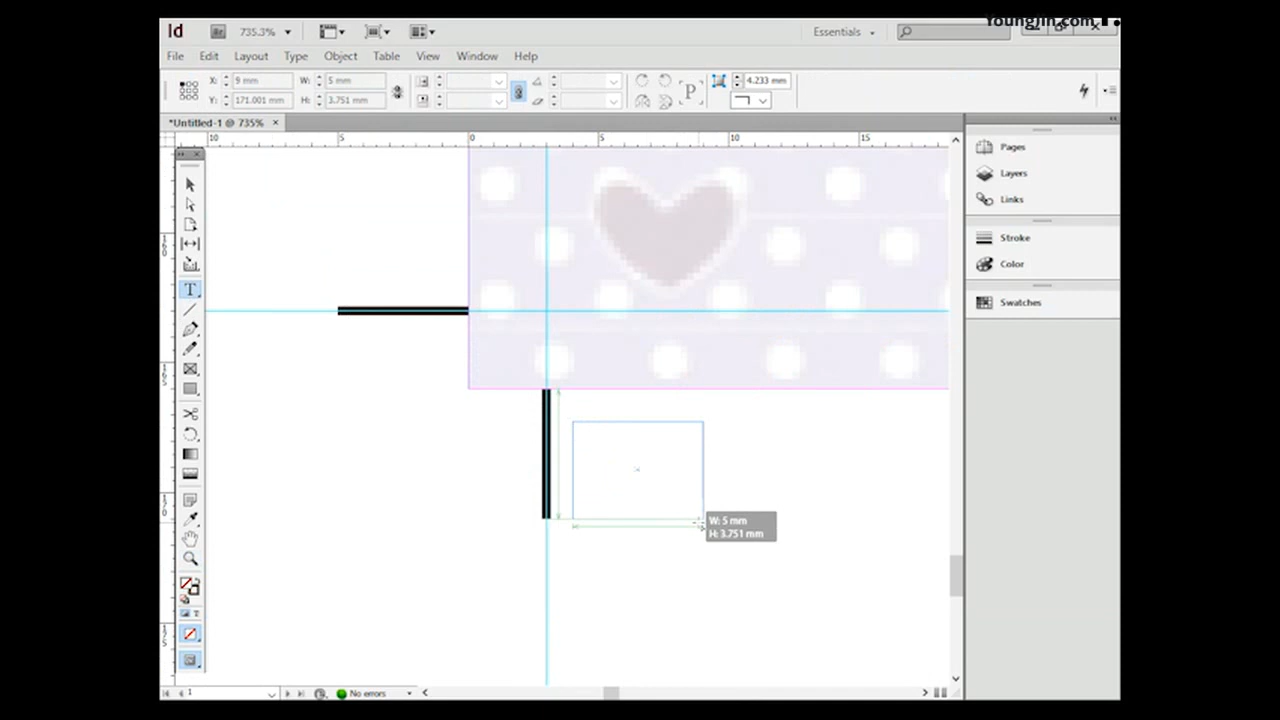 YoungJin.com
Id Br 735.3% Essentials
File Edit Layout Type Object Table View Window Help
X: 9 mm W: 5 mm 4.233 mm
Y: 171.001 mm H: 3.751 mm P
*Untitled-1 @ 735% ×
10 5 0 5 10 15
Pages
Layers
Links
Stroke
Color
Swatches
T
W: 5 mm
H: 3.751 mm
1 No errors